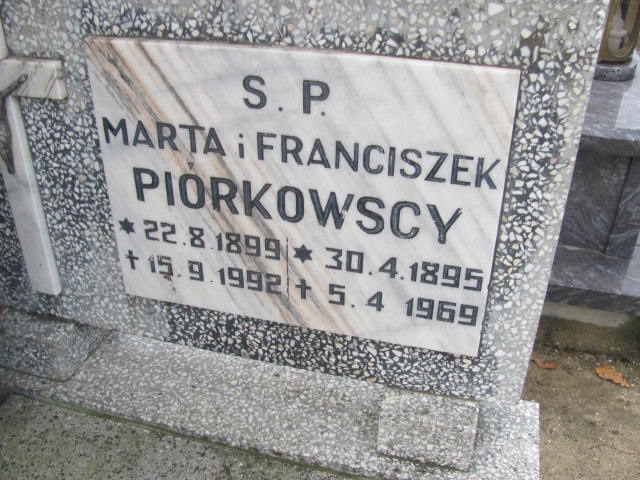 S. P.
MARTA i FRANCISZEK
PIÓRKOWSCY
* 22.8.1899 * 30.4.1895
† 15.9.1992 † 5.4 1969